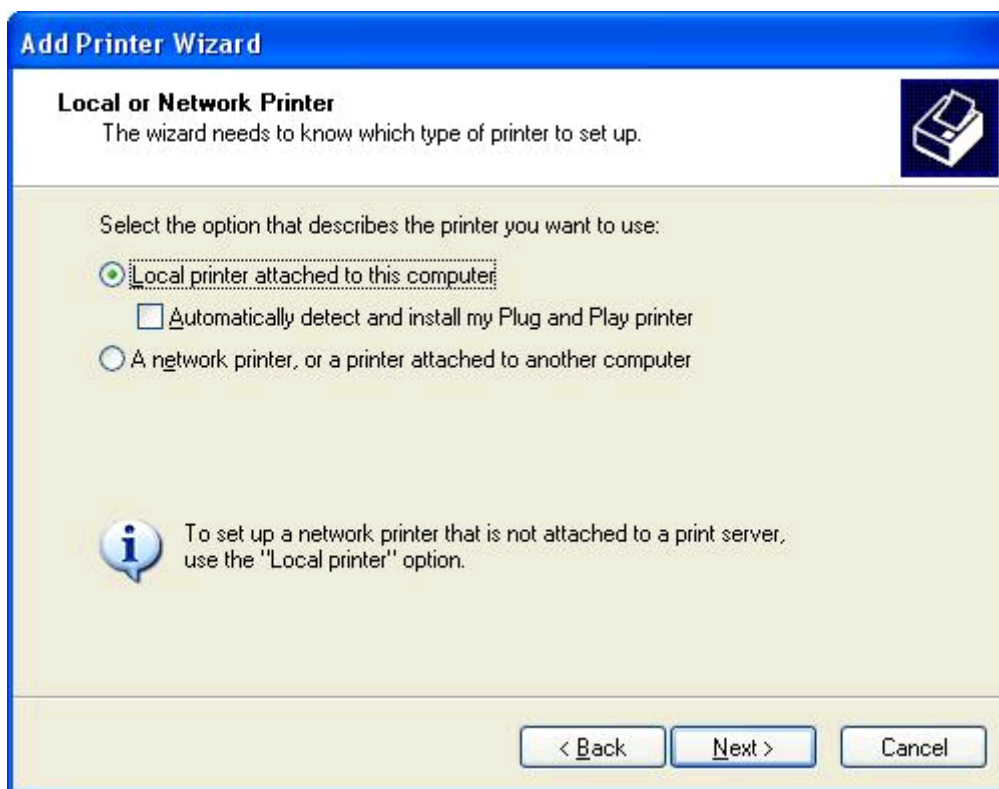 Add Printer Wizard
Local or Network Printer
The wizard needs to know which type of printer to set up.
Select the option that describes the printer you want to use:
Local printer attached to this computer
Automatically detect and install my Plug and Play printer
A network printer, or a printer attached to another computer
To set up a network printer that is not attached to a print server,
use the "Local printer" option.
< Back
Next >
Cancel